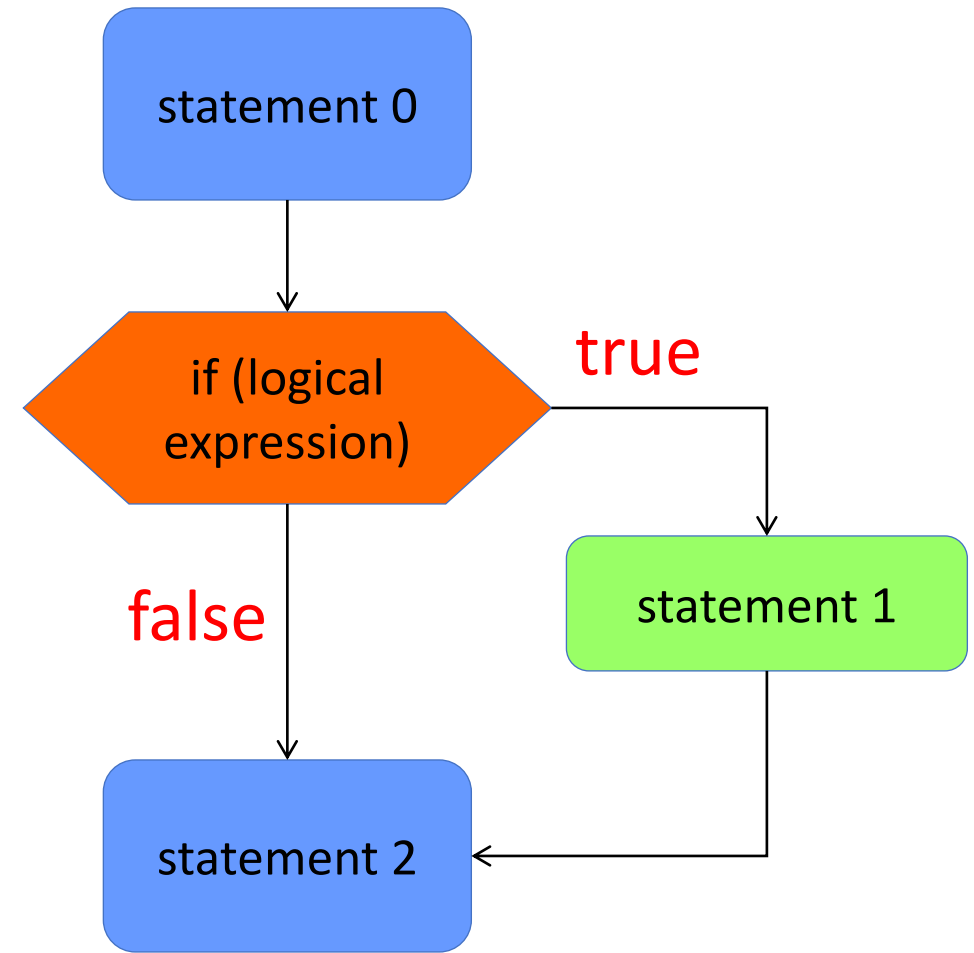 statement 0
if (logical
expression)
true
false
statement 1
statement 2